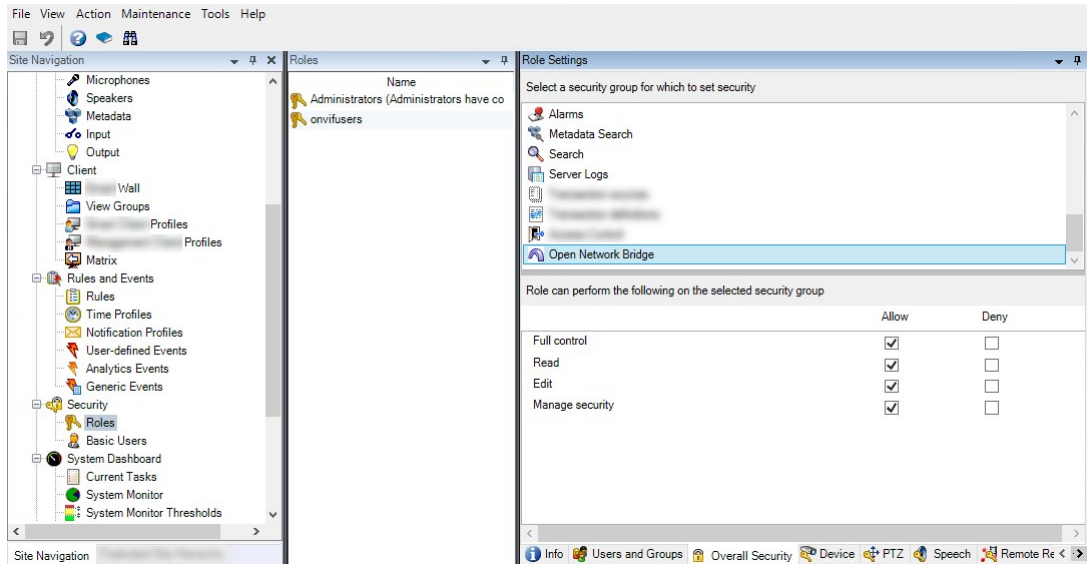 File View Action Maintenance Tools Help
Site Navigation
Microphones
Speakers
Metadata
Input
Output
Client
Wall
View Groups
Profiles
Profiles
Matrix
Rules and Events
Rules
Time Profiles
Notification Profiles
User-defined Events
Analytics Events
Generic Events
Security
Roles
Basic Users
System Dashboard
Current Tasks
System Monitor
System Monitor Thresholds
Site Navigation
Roles
Name
Administrators (Administrators have co
onvifusers
Role Settings
Select a security group for which to set security
Alarms
Metadata Search
Search
Server Logs
Open Network Bridge
Role can perform the following on the selected security group
Allow Deny
Full control
Read
Edit
Manage security
Info Users and Groups Overall Security Device PTZ Speech Remote Re